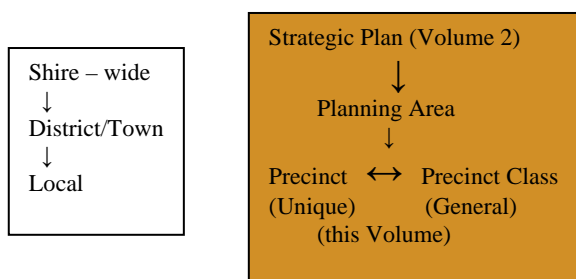 Shire – wide
↓
District/Town
↓
Local
Strategic Plan (Volume 2)
↓
Planning Area
↓
Precinct ↔ Precinct Class
(Unique) (General)
(this Volume)